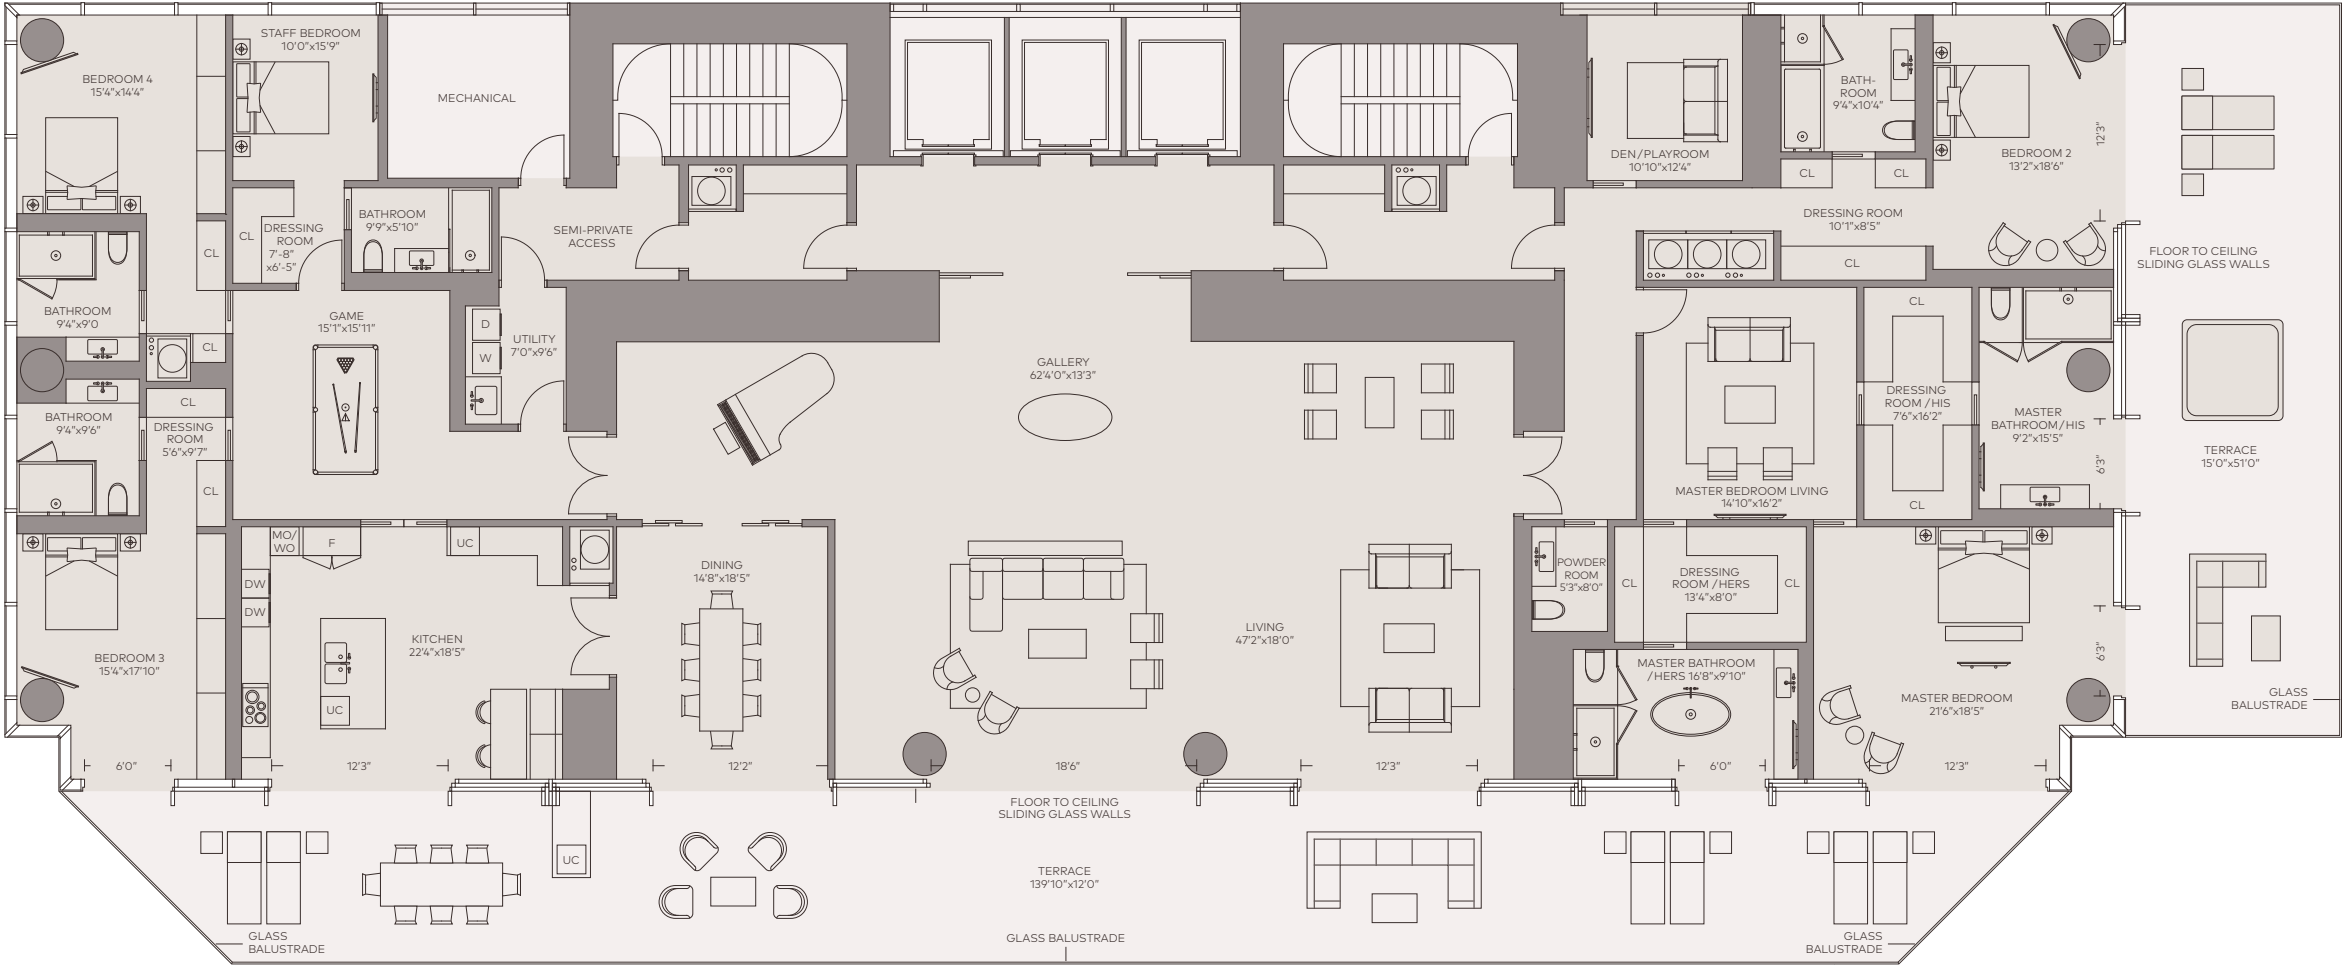 STAFF BEDROOM
10'0"x15'9"
BEDROOM 4
15'4"x14'4"
MECHANICAL
DEN/PLAYROOM
10'10"x12'4"
BATH-
ROOM
9'4"x10'4"
BEDROOM 2
13'2"x18'6"
12'3"
CL
CL
DRESSING ROOM
10'1"x8'5"
CL
FLOOR TO CEILING
SLIDING GLASS WALLS
CL
CL
DRESSING
ROOM
7'-8"
x6'-5"
BATHROOM
9'9"x5'10"
SEMI-PRIVATE
ACCESS
BATHROOM
9'4"x9'0
CL
GAME
15'1"x15'11"
D
W
UTILITY
7'0"x9'6"
GALLERY
62'4'0"x13'3"
CL
DRESSING
ROOM /HIS
7'6"x16'2"
CL
MASTER
BATHROOM/HIS
9'2"x15'5"
6'3"
TERRACE
15'0"x51'0"
BATHROOM
9'4"x9'6"
CL
DRESSING
ROOM
5'6"x9'7"
CL
MASTER BEDROOM LIVING
14'10"x16'2"
MO/
WO
F
UC
DW
DW
KITCHEN
22'4"x18'5"
UC
DINING
14'8"x18'5"
LIVING
47'2"x18'0"
POWDER
ROOM
5'3"x8'0"
CL
DRESSING
ROOM /HERS
13'4"x8'0"
CL
BEDROOM 3
15'4"x17'10"
MASTER BATHROOM
/HERS 16'8"x9'10"
MASTER BEDROOM
21'6"x18'5"
6'3"
GLASS
BALUSTRADE
6'0"
12'3"
12'2"
18'6"
12'3"
6'0"
12'3"
FLOOR TO CEILING
SLIDING GLASS WALLS
UC
TERRACE
139'10"x12'0"
GLASS
BALUSTRADE
GLASS BALUSTRADE
GLASS
BALUSTRADE